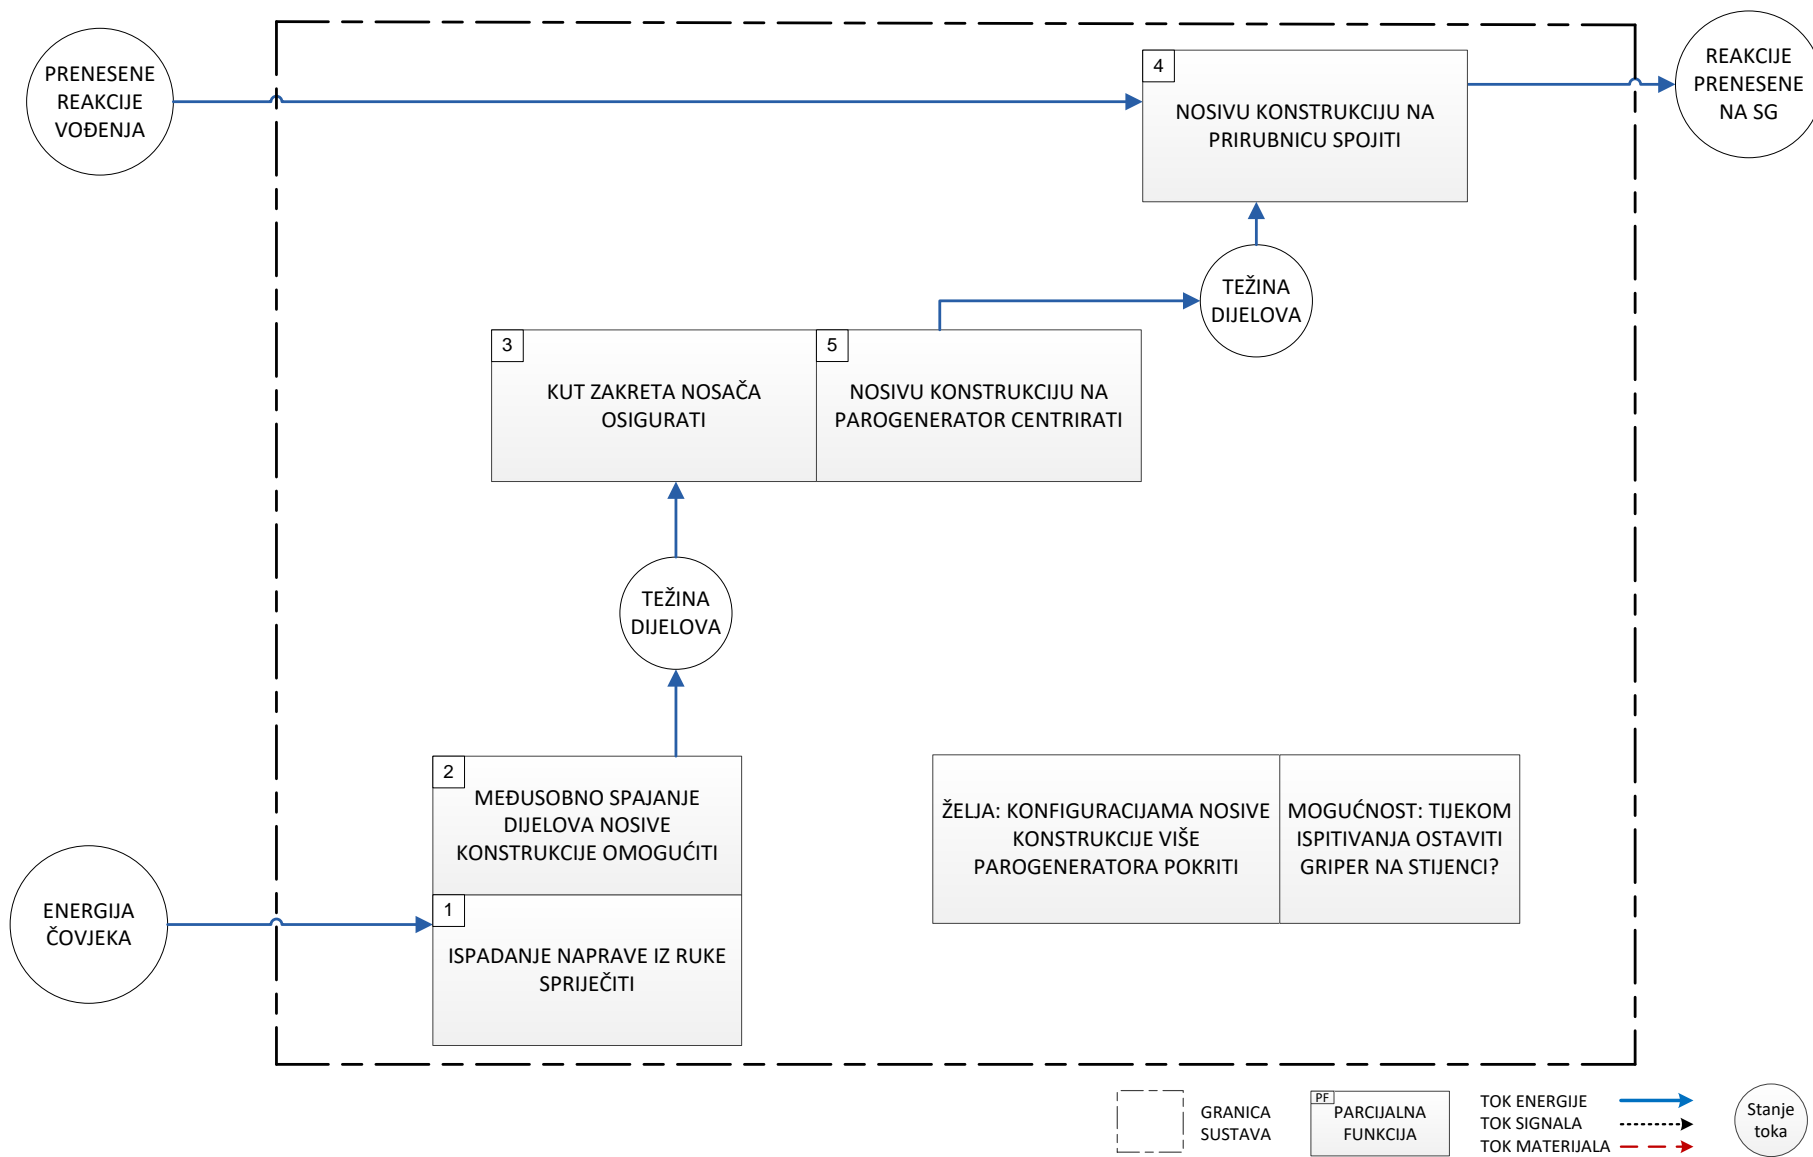 PRENESENE
REAKCIJE
VOĐENJA
4
NOSIVU KONSTRUKCIJU NA
PRIRUBNICU SPOJITI
REAKCIJE
PRENESENE
NA SG
TEŽINA
DIJELOVA
3
KUT ZAKRETA NOSAČA
OSIGURATI
5
NOSIVU KONSTRUKCIJU NA
PAROGENERATOR CENTRIRATI
TEŽINA
DIJELOVA
2
MEĐUSOBNO SPAJANJE
DIJELOVA NOSIVE
KONSTRUKCIJE OMOGUĆITI
ŽELJA: KONFIGURACIJAMA NOSIVE
KONSTRUKCIJE VIŠE
PAROGENERATORA POKRITI
MOGUĆNOST: TIJEKOM
ISPITIVANJA OSTAVITI
GRIPER NA STIJENCI?
ENERGIJA
ČOVJEKA
1
ISPADANJE NAPRAVE IZ RUKE
SPRIJEČITI
GRANICA
SUSTAVA
PF
PARCIJALNA
FUNKCIJA
TOK ENERGIJE
TOK SIGNALA
TOK MATERIJALA
Stanje
toka